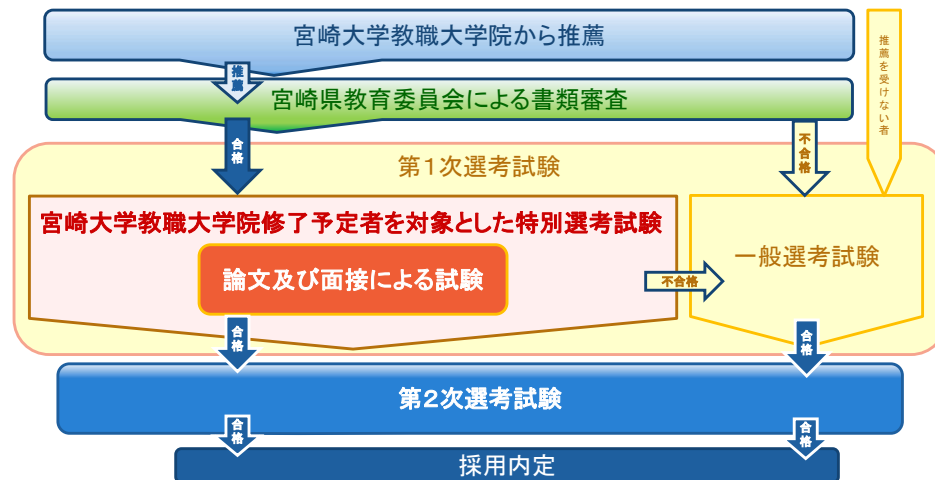 宮崎大学教職大学院から推薦
推薦を受けない者
推薦
宮崎県教育委員会による書類審査
合格
不合格
第1次選考試験
宮崎大学教職大学院修了予定者を対象とした特別選考試験
論文及び面接による試験
不合格
一般選考試験
合格
合格
第2次選考試験
合格
合格
採用内定